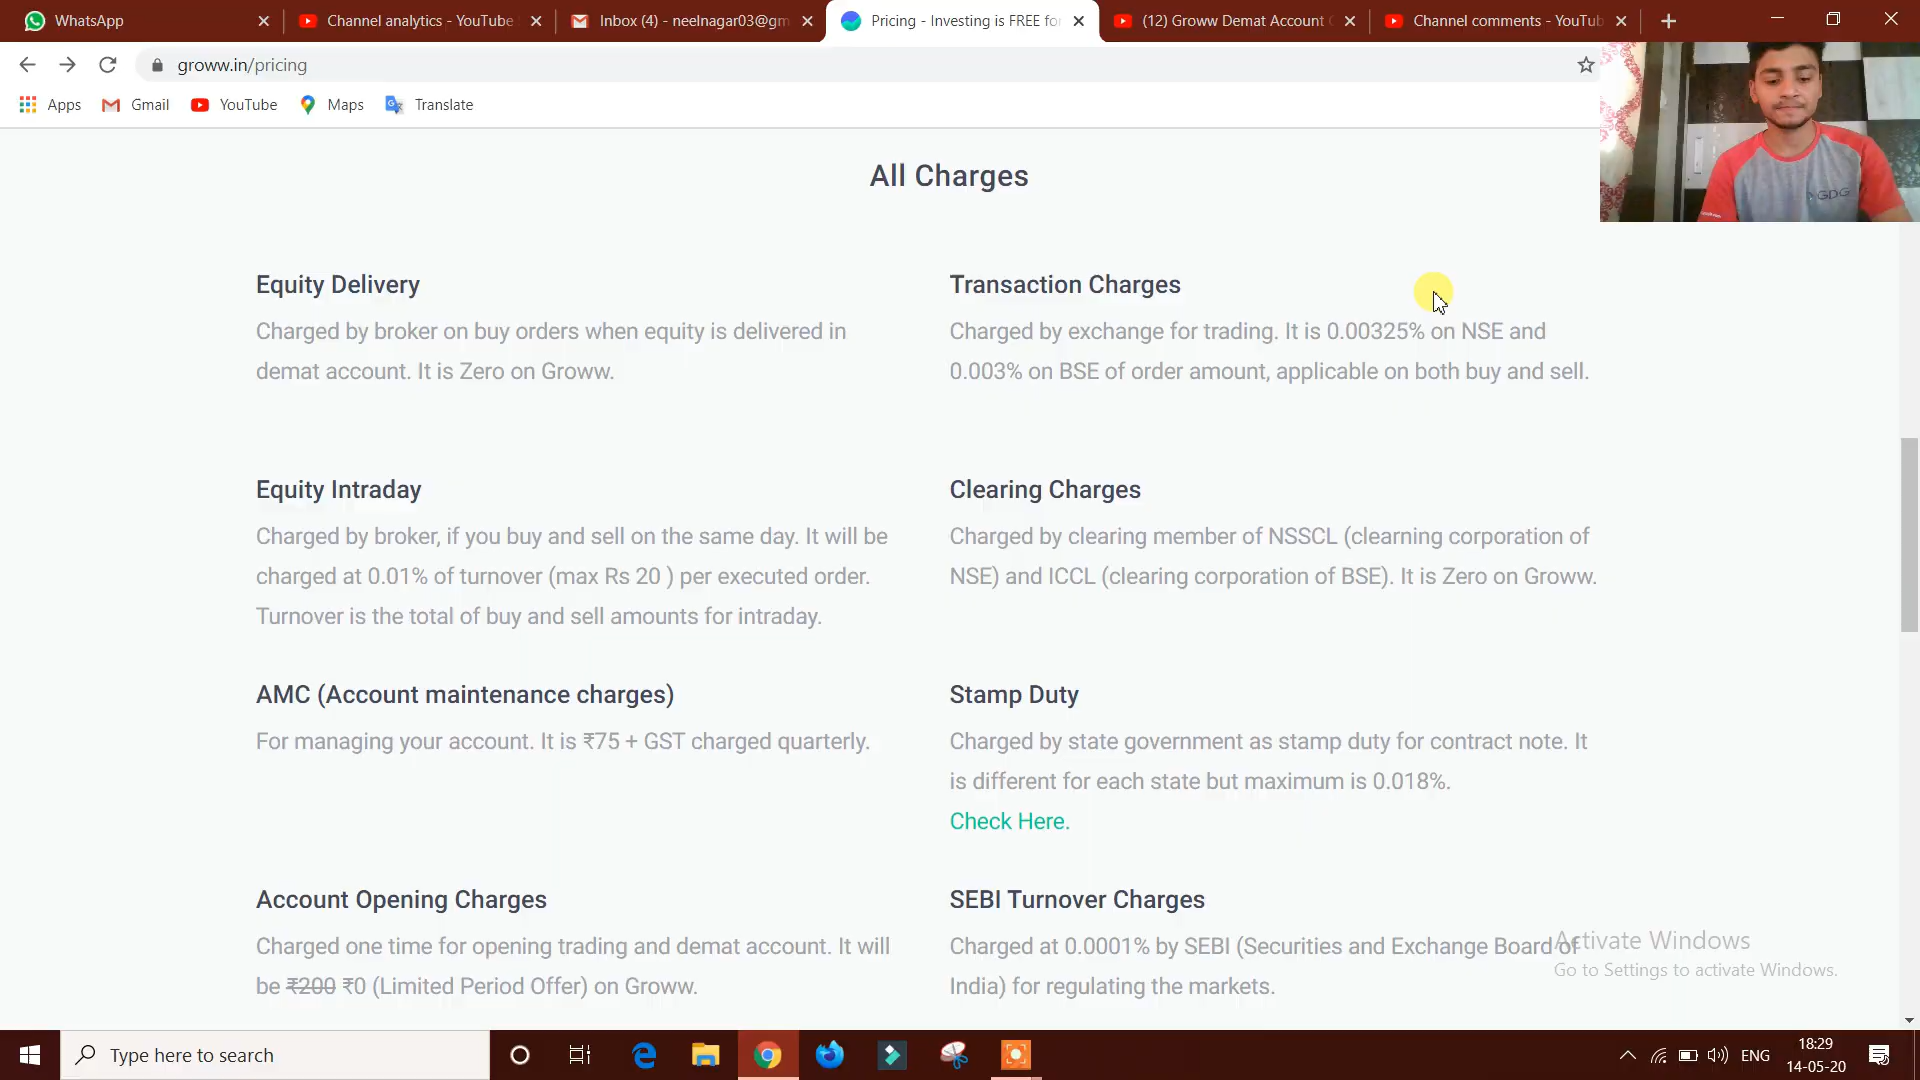 WhatsApp
Channel analytics - YouTube
Inbox (4) - neelnagar03@gm
Pricing - Investing is FREE fo
(12) Groww Demat Account
Channel comments - YouTub
groww.in/pricing
Apps
Gmail
YouTube
Maps
Translate
All Charges
Equity Delivery
Charged by broker on buy orders when equity is delivered in
demat account. It is Zero on Groww.
Transaction Charges
Charged by exchange for trading. It is 0.00325% on NSE and
0.003% on BSE of order amount, applicable on both buy and sell.
Equity Intraday
Charged by broker, if you buy and sell on the same day. It will be
charged at 0.01% of turnover (max Rs 20 ) per executed order.
Turnover is the total of buy and sell amounts for intraday.
Clearing Charges
Charged by clearing member of NSSCL (clearning corporation of
NSE) and ICCL (clearing corporation of BSE). It is Zero on Groww.
AMC (Account maintenance charges)
For managing your account. It is ₹75 + GST charged quarterly.
Stamp Duty
Charged by state government as stamp duty for contract note. It
is different for each state but maximum is 0.018%.
Check Here.
Account Opening Charges
Charged one time for opening trading and demat account. It will
be ₹200 ₹0 (Limited Period Offer) on Groww.
SEBI Turnover Charges
Charged at 0.0001% by SEBI (Securities and Exchange Board of
India) for regulating the markets.
Activate Windows
Go to Settings to activate Windows.
GDG
Type here to search
ENG
18:29
14-05-20